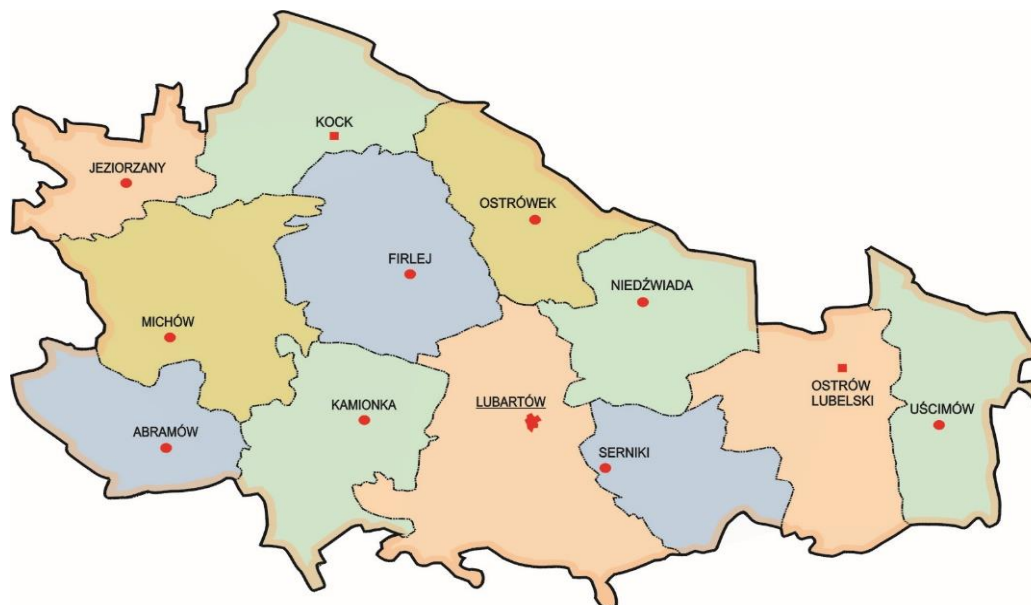 KOCK
JEZIORZANY
OSTRÓWEK
FIRLEJ
NIEDŹWIADA
MICHÓW
OSTRÓW
LUBELSKI
KAMIONKA
LUBARTÓW
UŚCIMÓW
ABRAMÓW
SERNIKI